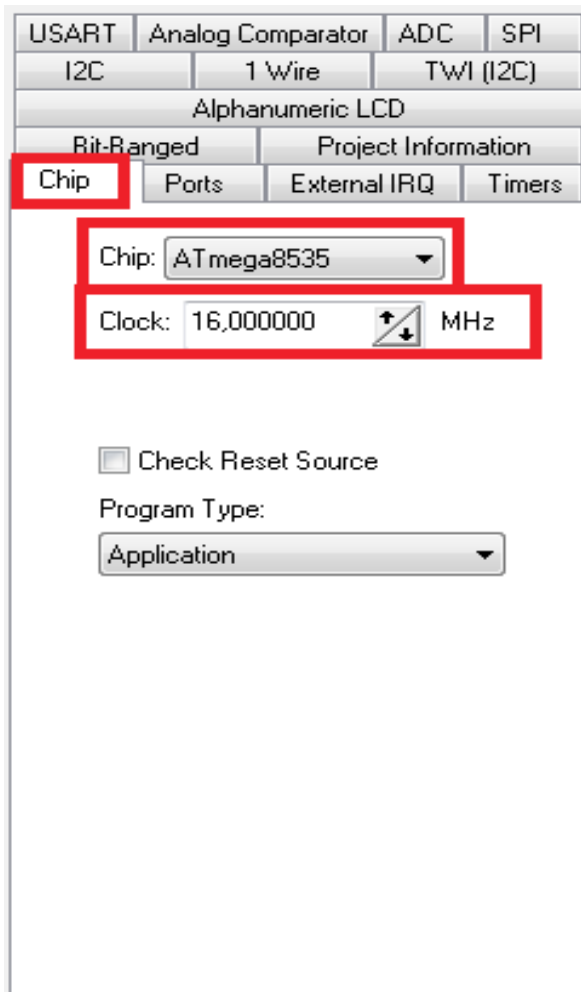 USART Analog Comparator ADC SPI
I2C 1 Wire TWI (I2C)
Alphanumeric LCD
Bit-Banged Project Information
Chip Ports External IRQ Timers
Chip: ATmega8535
Clock: 16,000000 MHz
Check Reset Source
Program Type:
Application